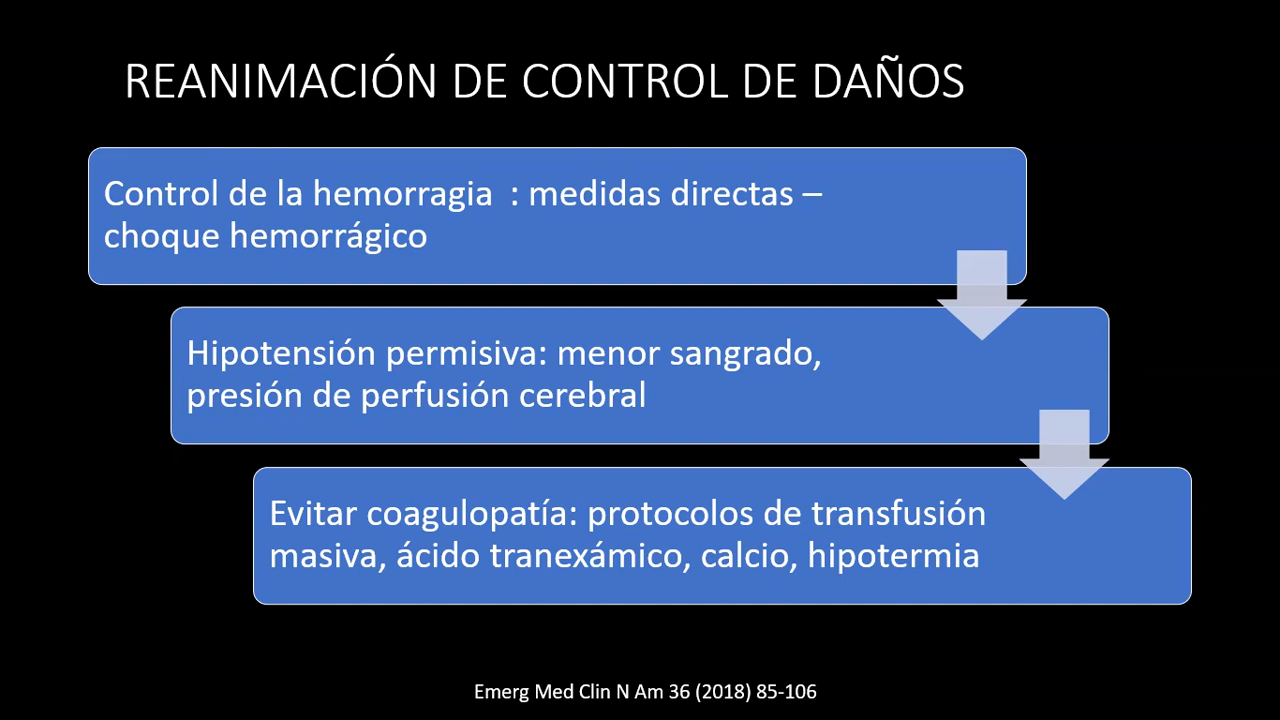 REANIMACIÓN DE CONTROL DE DAÑOS
Control de la hemorragia : medidas directas –
choque hemorrágico
Hipotensión permisiva: menor sangrado,
presión de perfusión cerebral
Evitar coagulopatía: protocolos de transfusión
masiva, ácido tranexámico, calcio, hipotermia
Emerg Med Clin N Am 36 (2018) 85-106